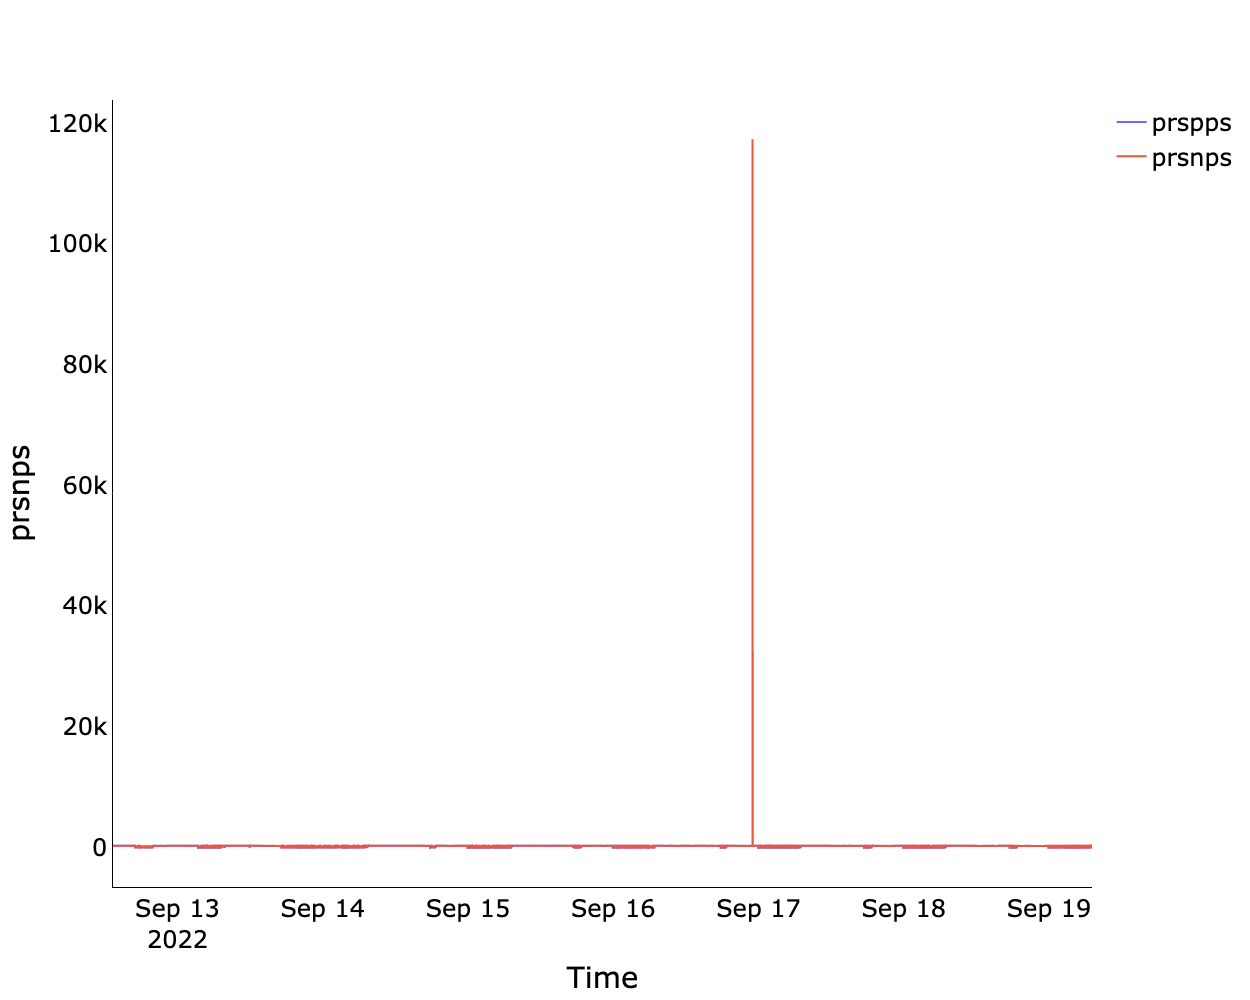 120k
100k
80k
60k
40k
20k
0
prsnps
Sep 13
2022
Sep 14
Sep 15
Sep 16
Sep 17
Sep 18
Sep 19
Time
prspps
prsnps